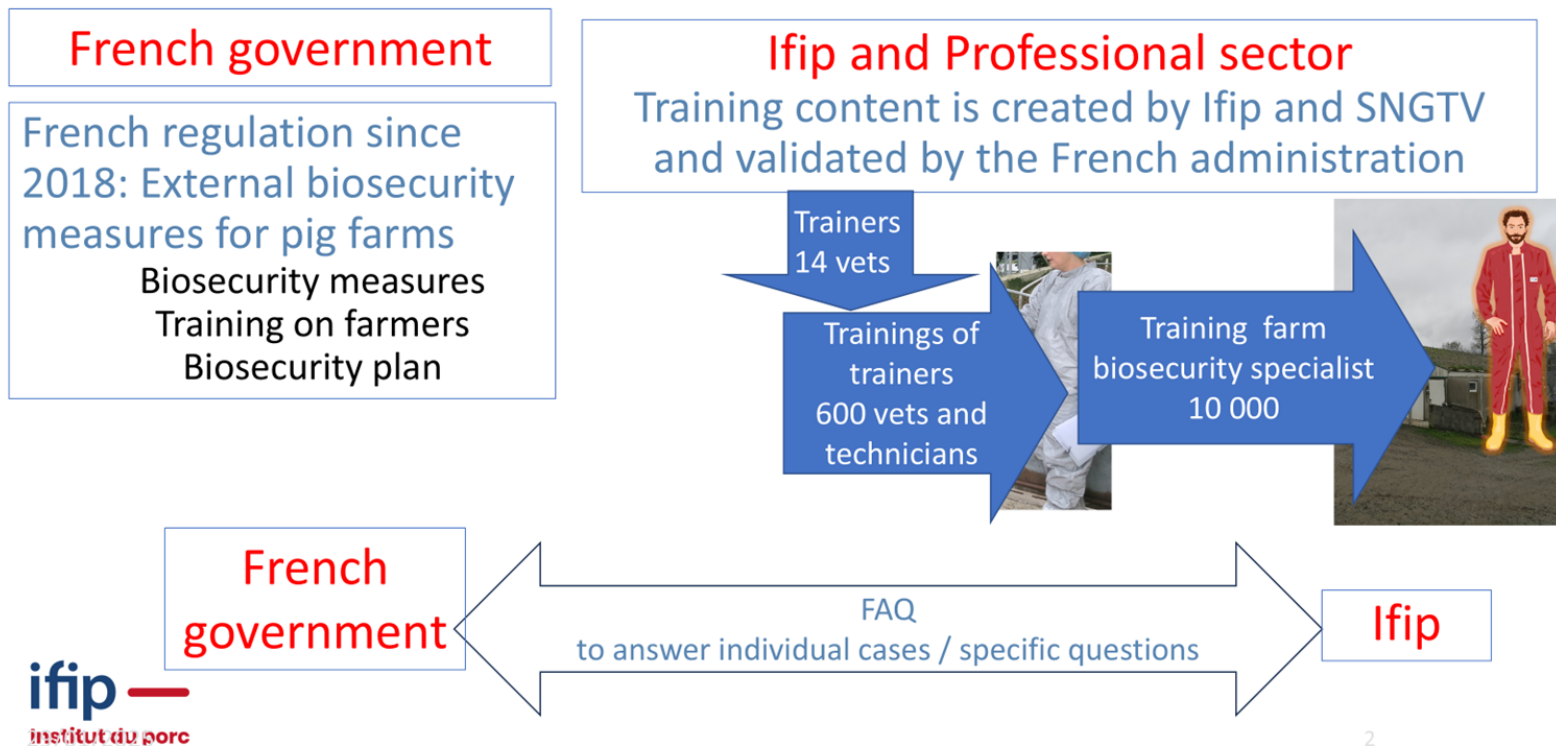 French government
French regulation since
2018: External biosecurity
measures for pig farms
Biosecurity measures
Training on farmers
Biosecurity plan
Ifip and Professional sector
Training content is created by Ifip and SNGTV
and validated by the French administration
Trainers
14 vets
Trainings of
trainers
600 vets and
technicians
Training farm
biosecurity specialist
10 000
French
government
FAQ
to answer individual cases / specific questions
Ifip
ifip
institut du porc
2